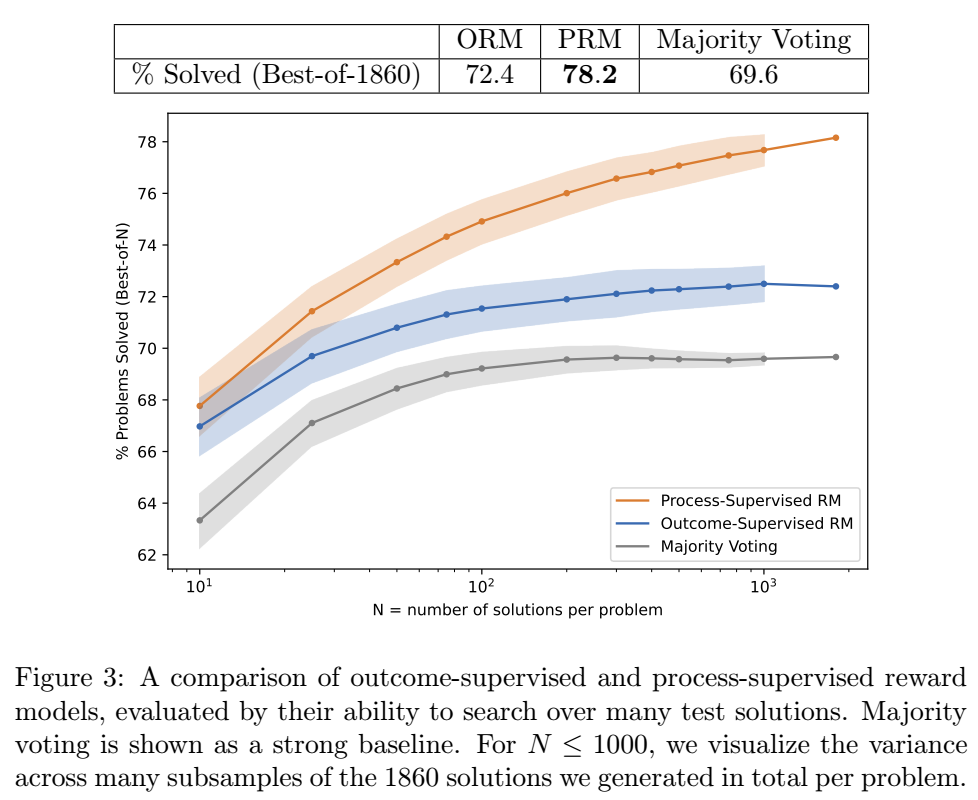 ORM PRM Majority Voting
% Solved (Best-of-1860) 72.4 78.2 69.6
% Problems Solved (Best-of-N)
78
76
74
72
70
68
66
64
62
Process-Supervised RM
Outcome-Supervised RM
Majority Voting
10¹ 10² 10³
N = number of solutions per problem
Figure 3: A comparison of outcome-supervised and process-supervised reward
models, evaluated by their ability to search over many test solutions. Majority
voting is shown as a strong baseline. For N ≤ 1000, we visualize the variance
across many subsamples of the 1860 solutions we generated in total per problem.